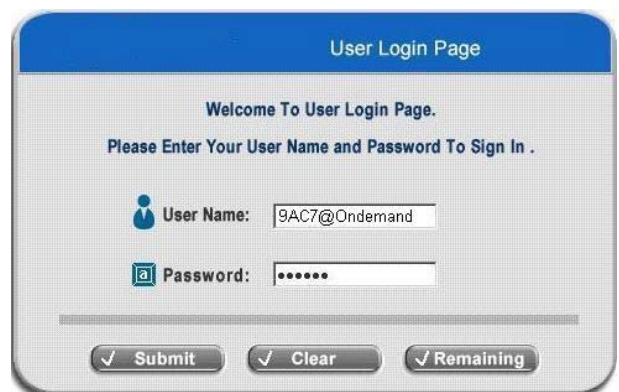 User Login Page
Welcome To User Login Page.
Please Enter Your User Name and Password To Sign In .
User Name: 9AC7@Ondemand
a Password: ••••••
Submit Clear Remaining